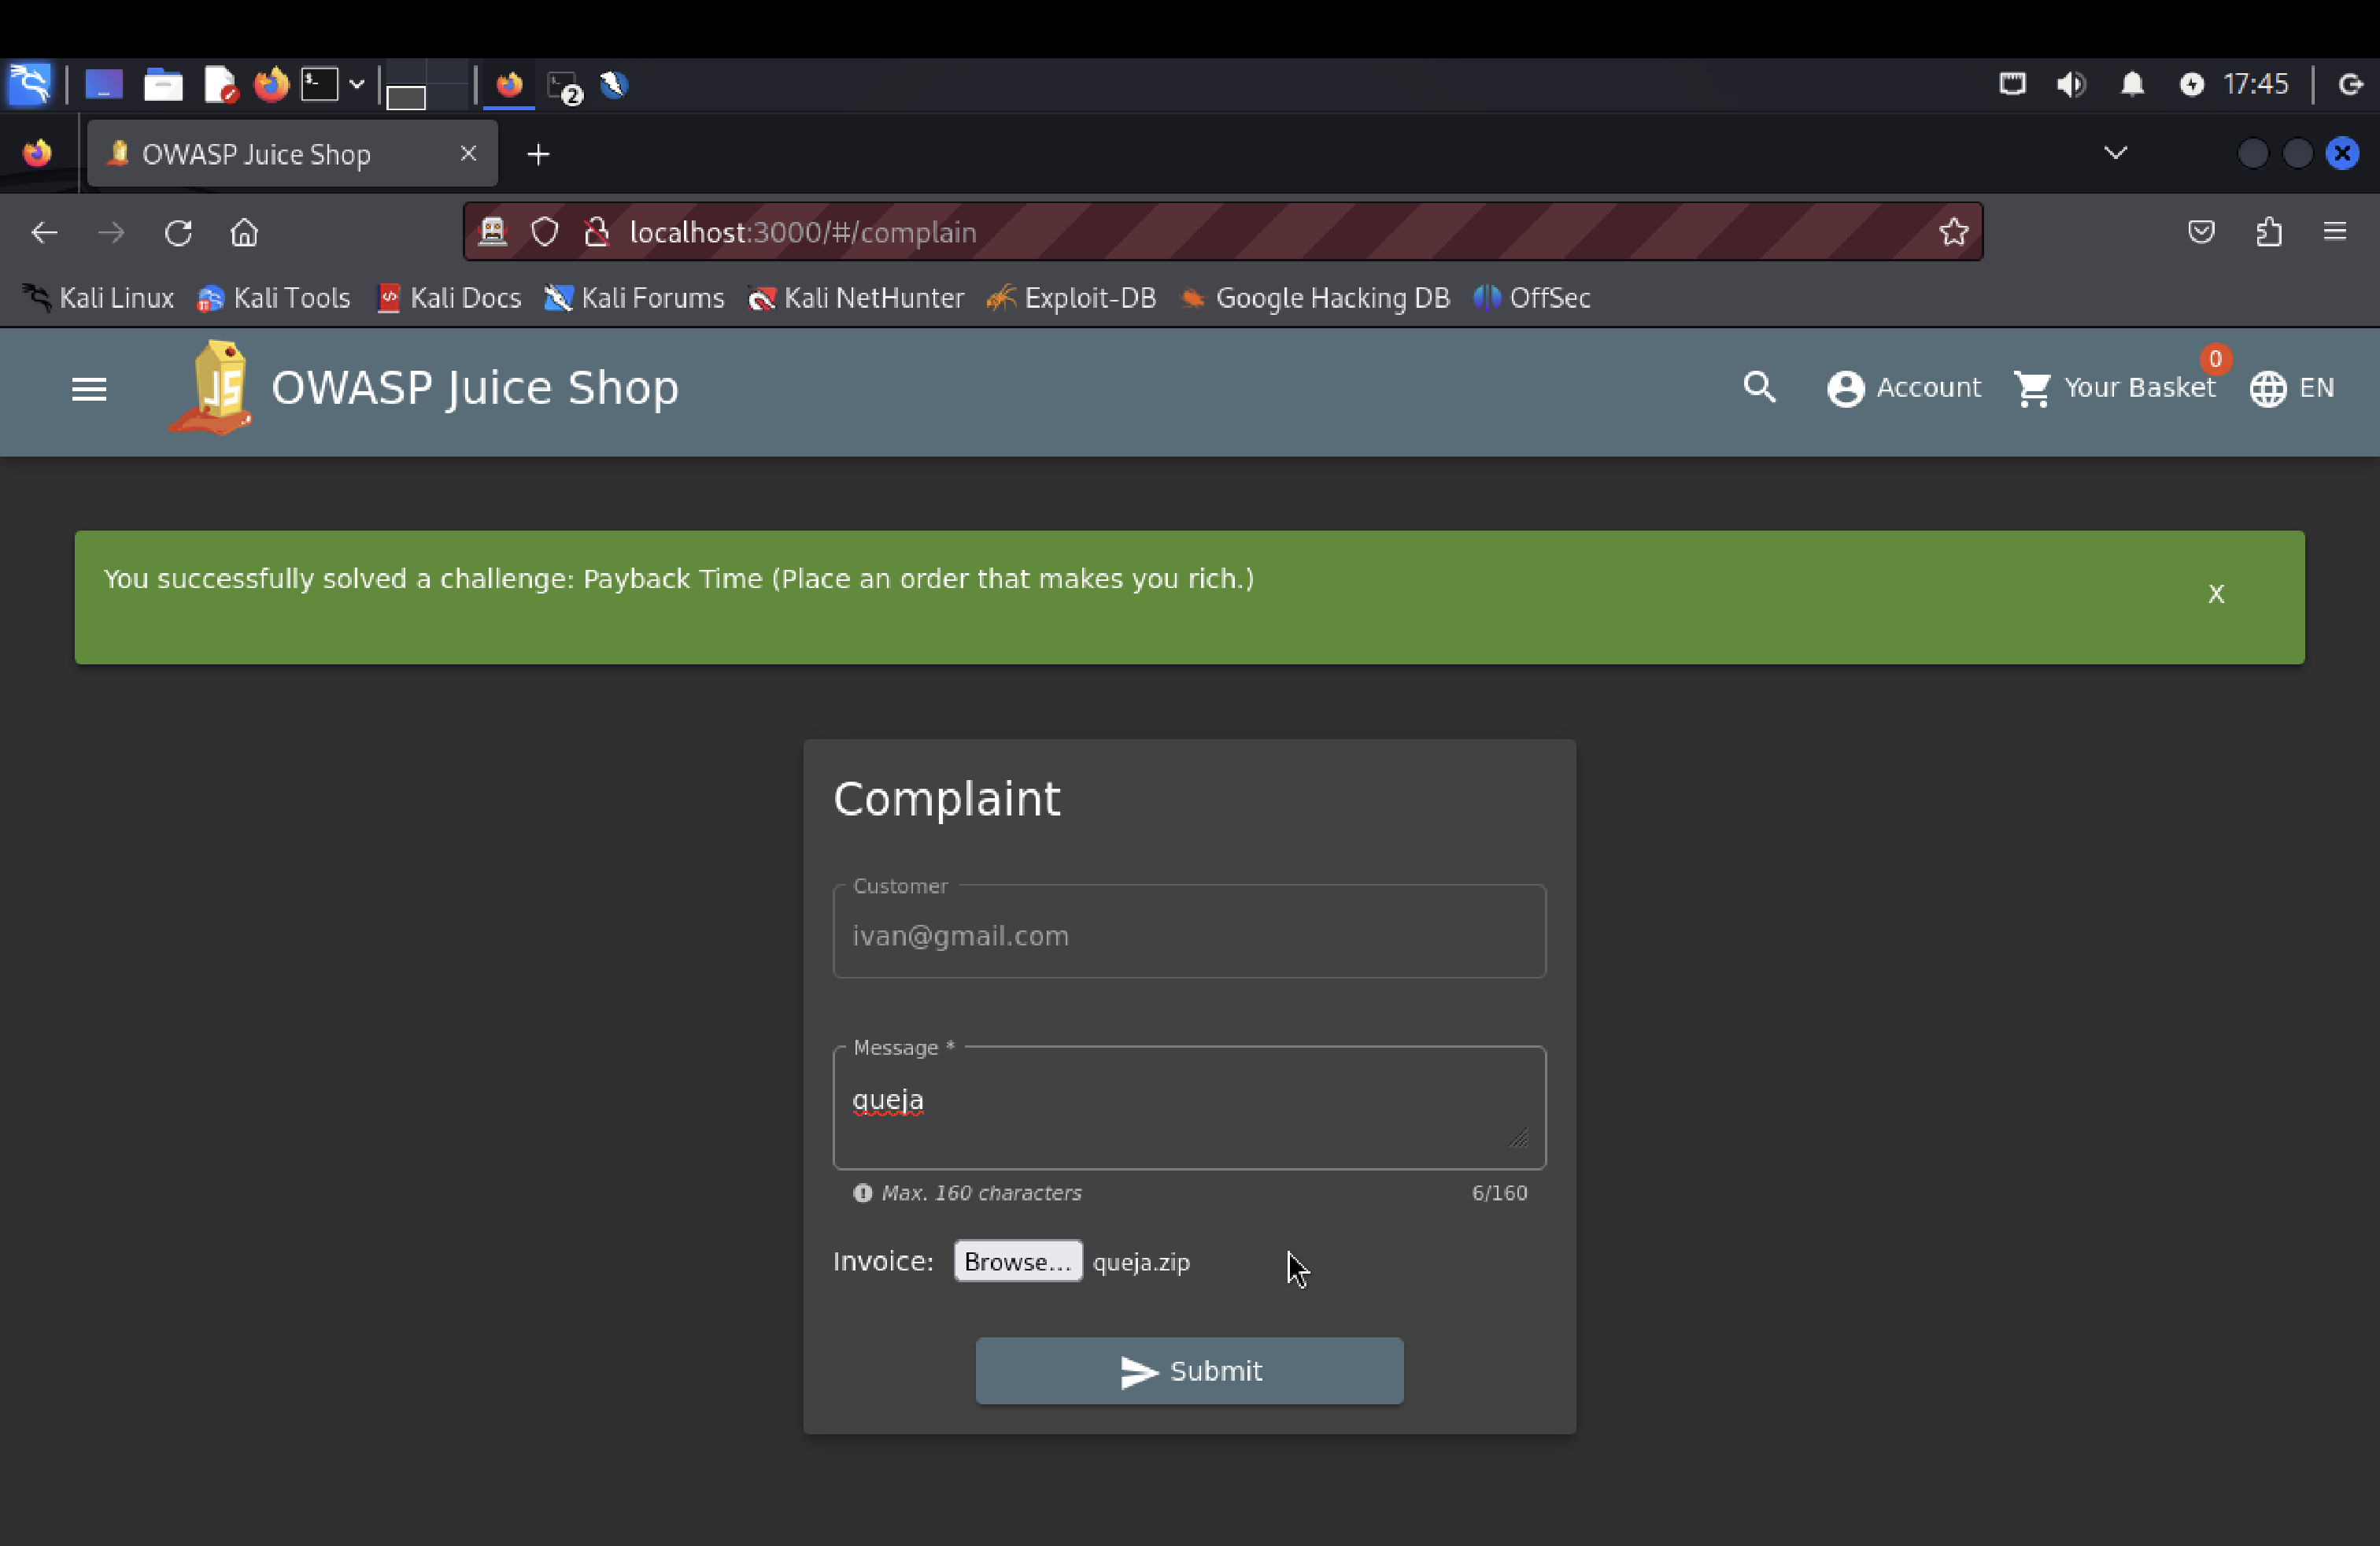 2
17:45
OWASP Juice Shop
localhost:3000/#/complain
Kali Linux Kali Tools Kali Docs Kali Forums Kali NetHunter Exploit-DB Google Hacking DB OffSec
JS OWASP Juice Shop Account 0 Your Basket EN
You successfully solved a challenge: Payback Time (Place an order that makes you rich.) X
Complaint
Customer
ivan@gmail.com
Message *
queja
Max. 160 characters 6/160
Invoice: Browse... queja.zip
Submit